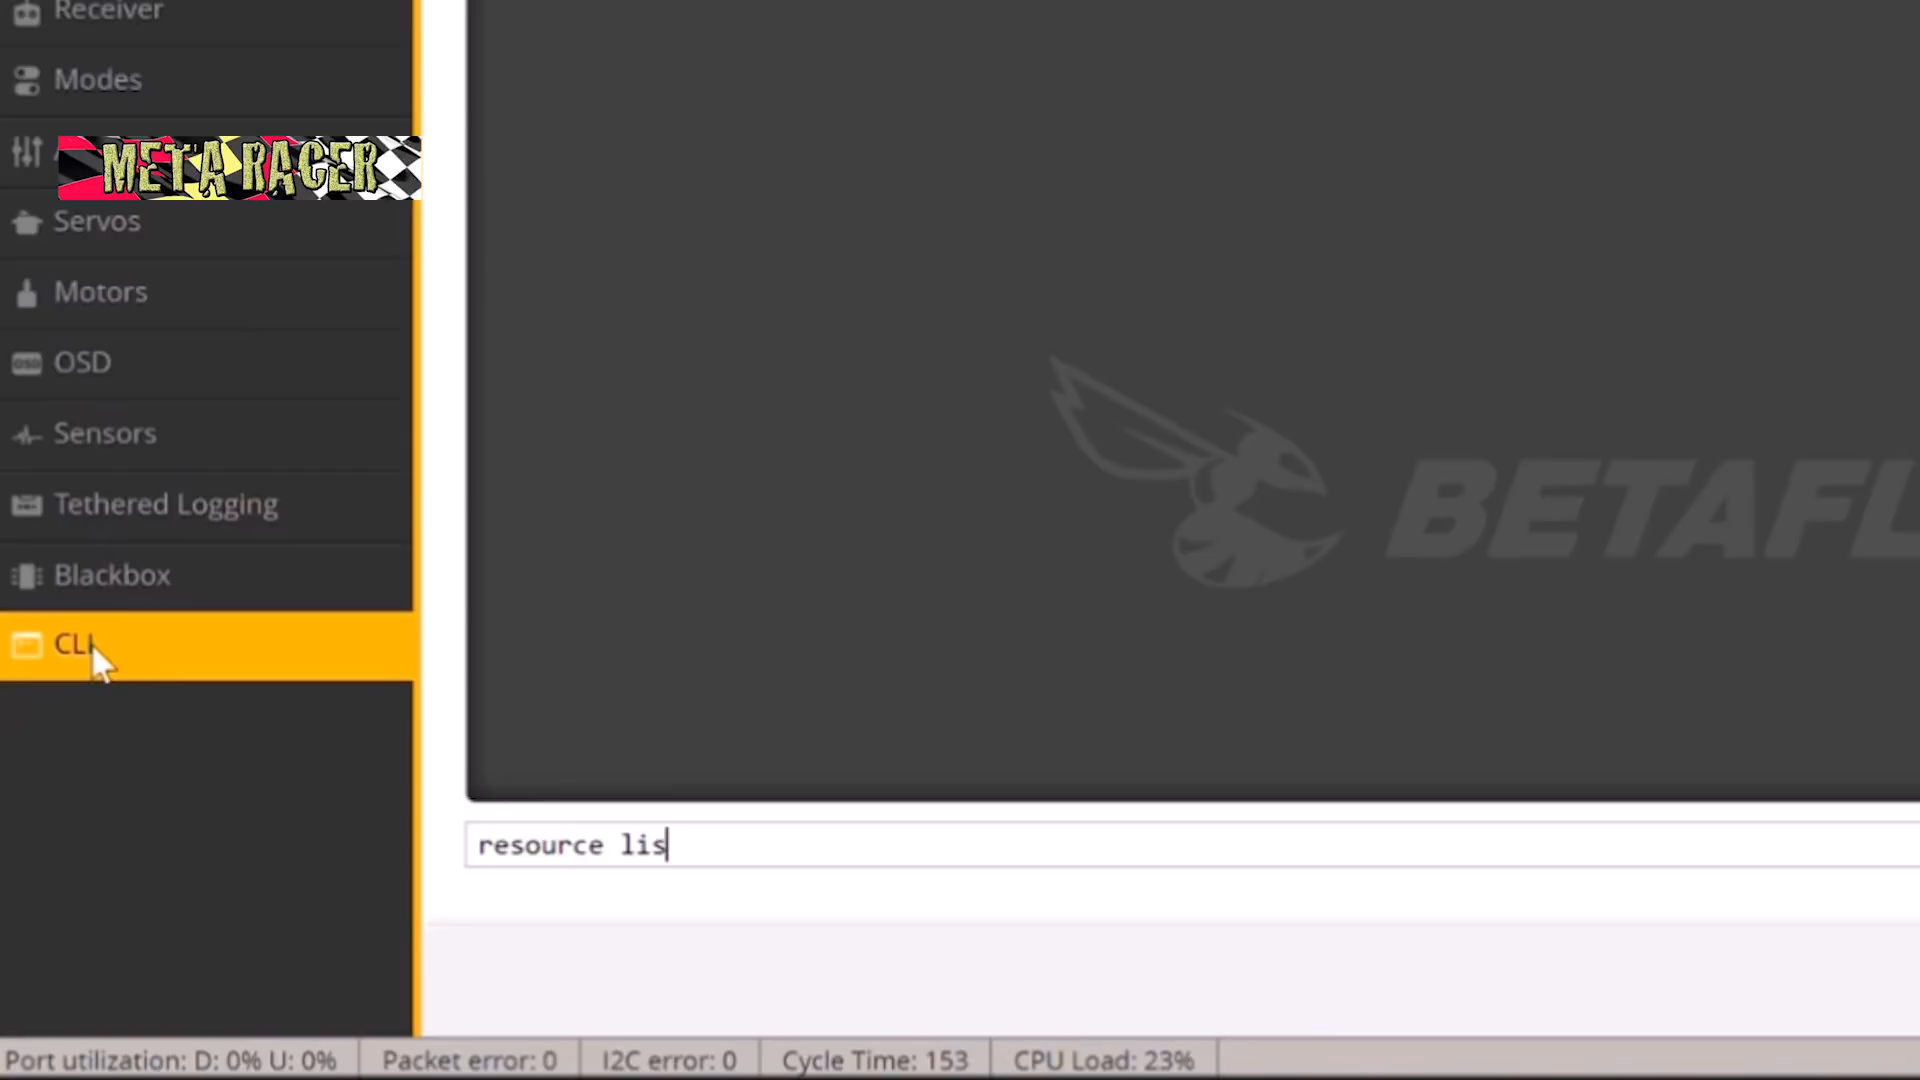 Receiver
Modes
META RACER
Servos
Motors
OSD
Sensors
Tethered Logging
Blackbox
CLI
BETAFL
resource lis
Port utilization: D: 0% U: 0%
Packet error: 0
I2C error: 0
Cycle Time: 153
CPU Load: 23%